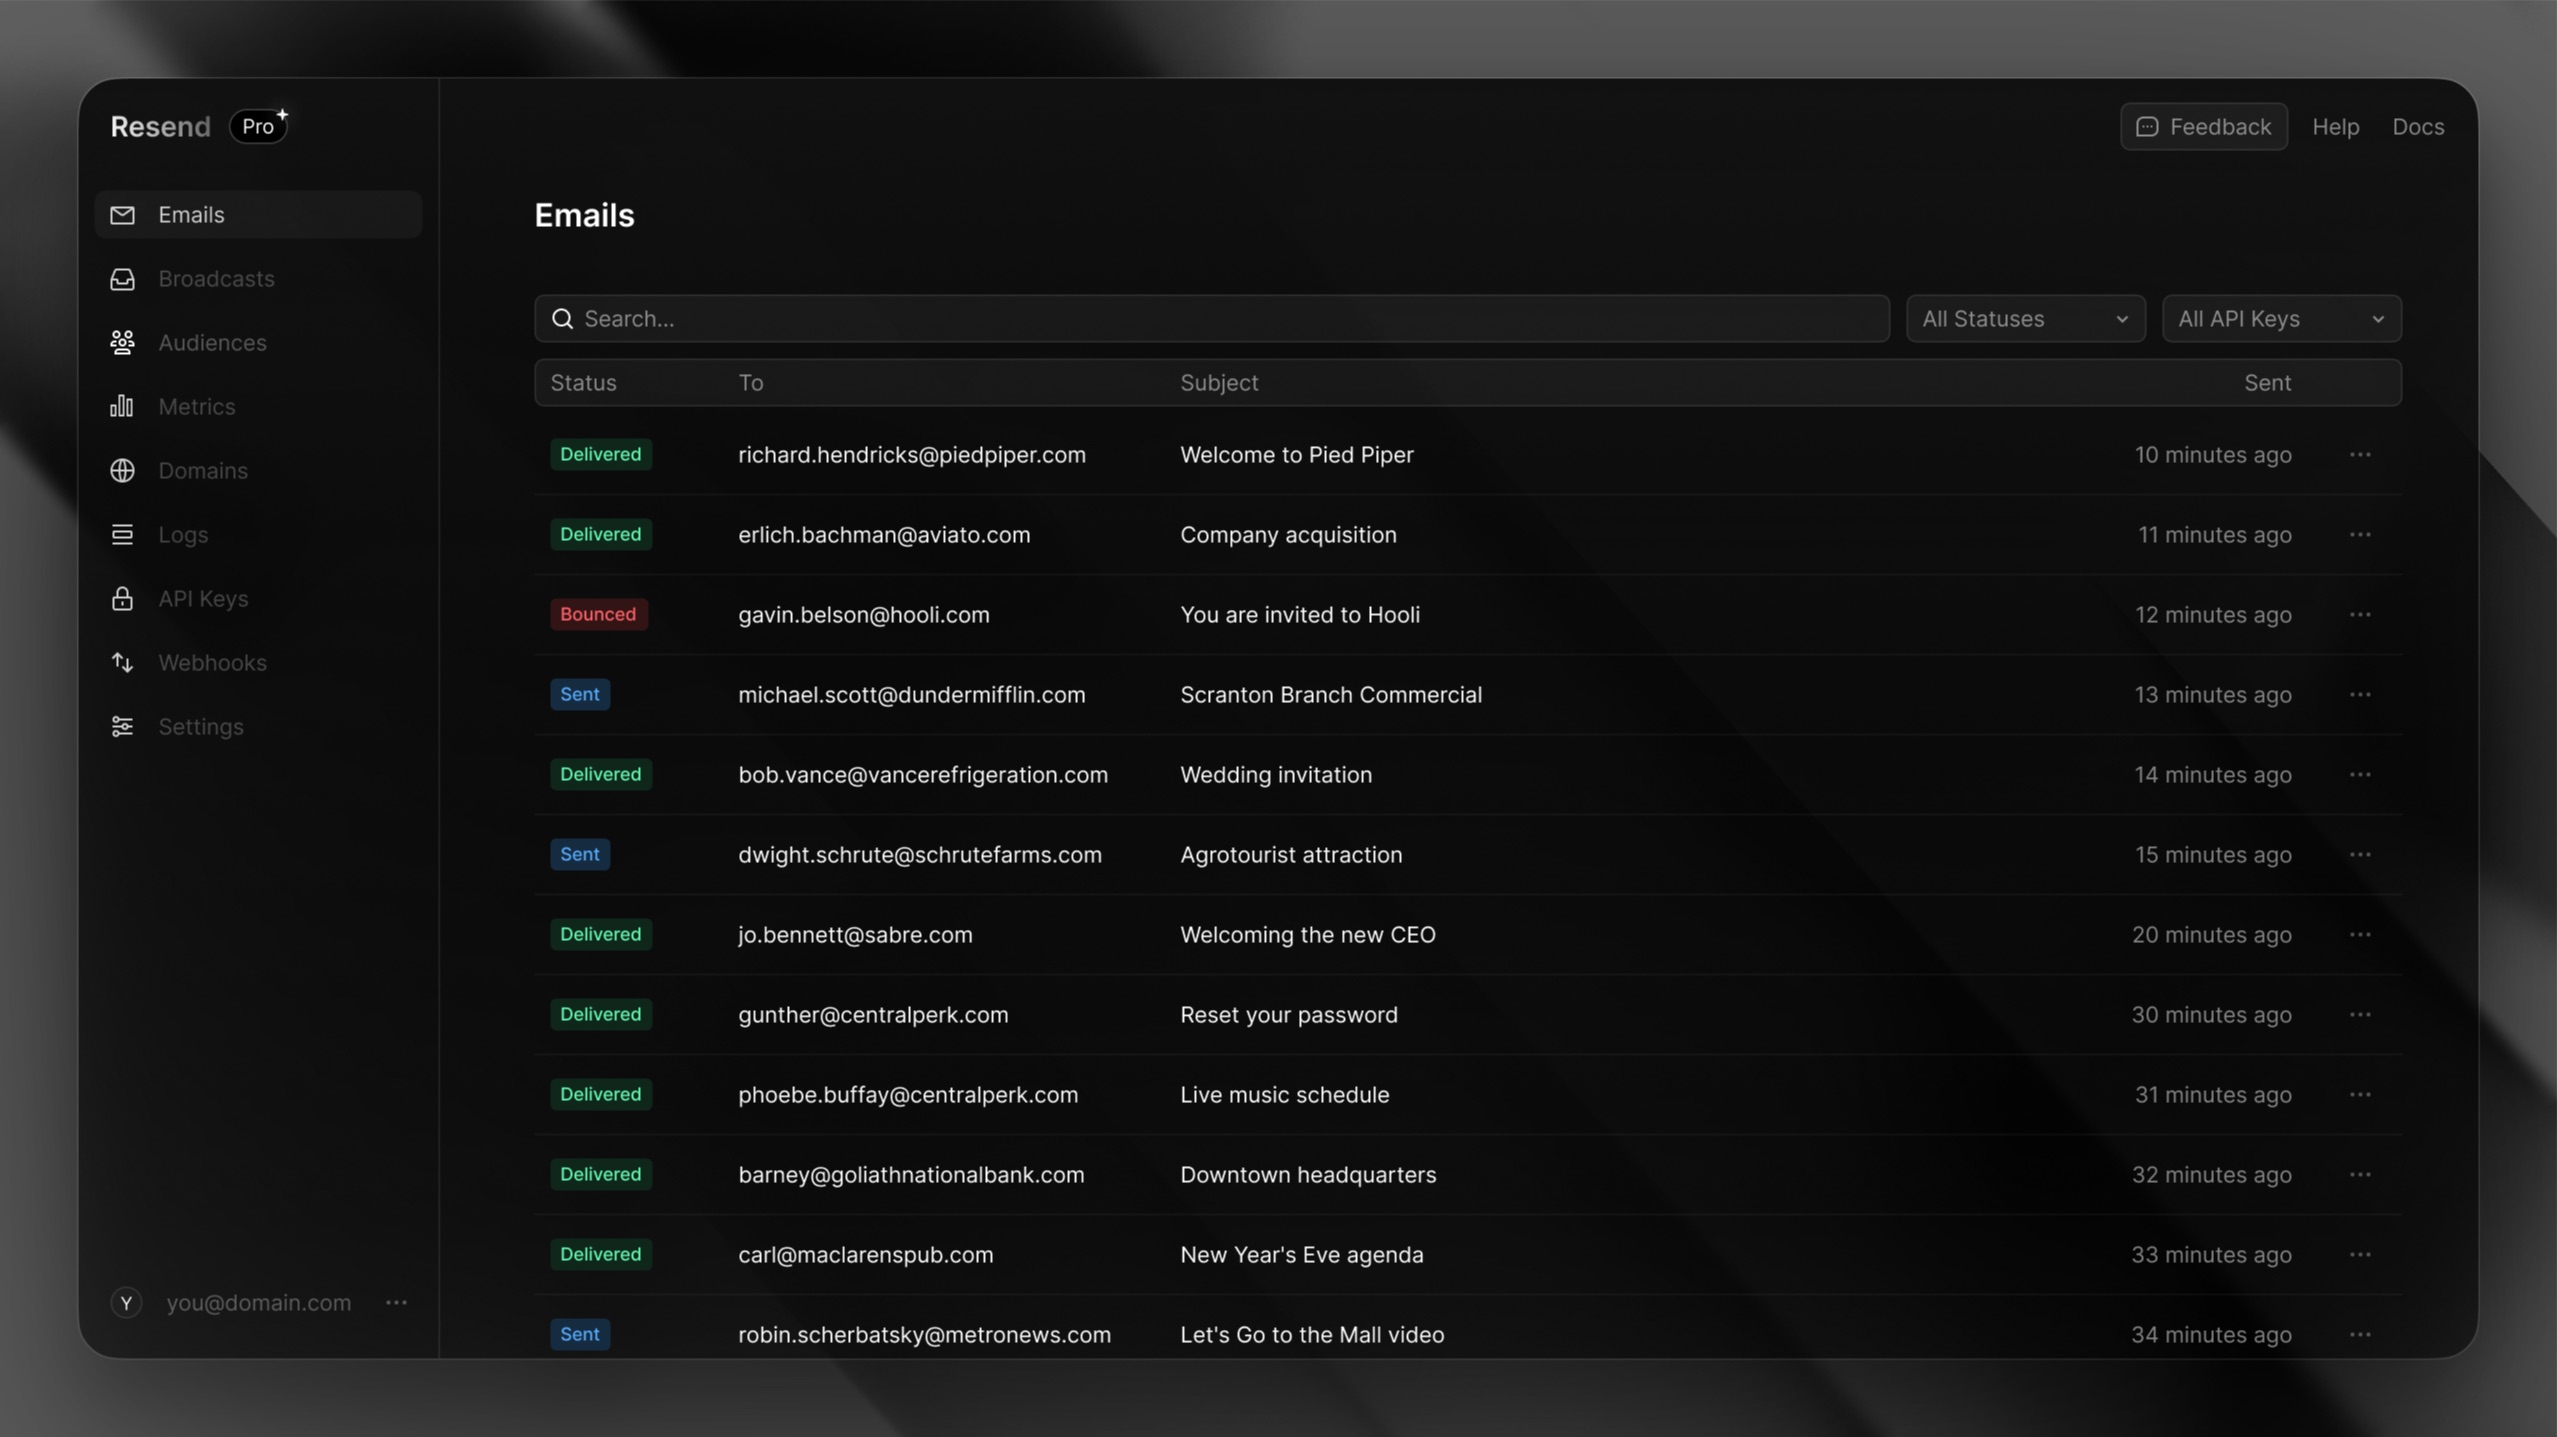 Resend Pro
Feedback Help Docs
Emails
Broadcasts
Audiences
Metrics
Domains
Logs
API Keys
Webhooks
Settings
Y you@domain.com
Emails
Search...
All Statuses
All API Keys
Status To Subject Sent
Delivered richard.hendricks@piedpiper.com Welcome to Pied Piper 10 minutes ago
Delivered erlich.bachman@aviato.com Company acquisition 11 minutes ago
Bounced gavin.belson@hooli.com You are invited to Hooli 12 minutes ago
Sent michael.scott@dundermifflin.com Scranton Branch Commercial 13 minutes ago
Delivered bob.vance@vancerefrigeration.com Wedding invitation 14 minutes ago
Sent dwight.schrute@schrutefarms.com Agrotourist attraction 15 minutes ago
Delivered jo.bennett@sabre.com Welcoming the new CEO 20 minutes ago
Delivered gunther@centralperk.com Reset your password 30 minutes ago
Delivered phoebe.buffay@centralperk.com Live music schedule 31 minutes ago
Delivered barney@goliathnationalbank.com Downtown headquarters 32 minutes ago
Delivered carl@maclarenspub.com New Year's Eve agenda 33 minutes ago
Sent robin.scherbatsky@metronews.com Let's Go to the Mall video 34 minutes ago